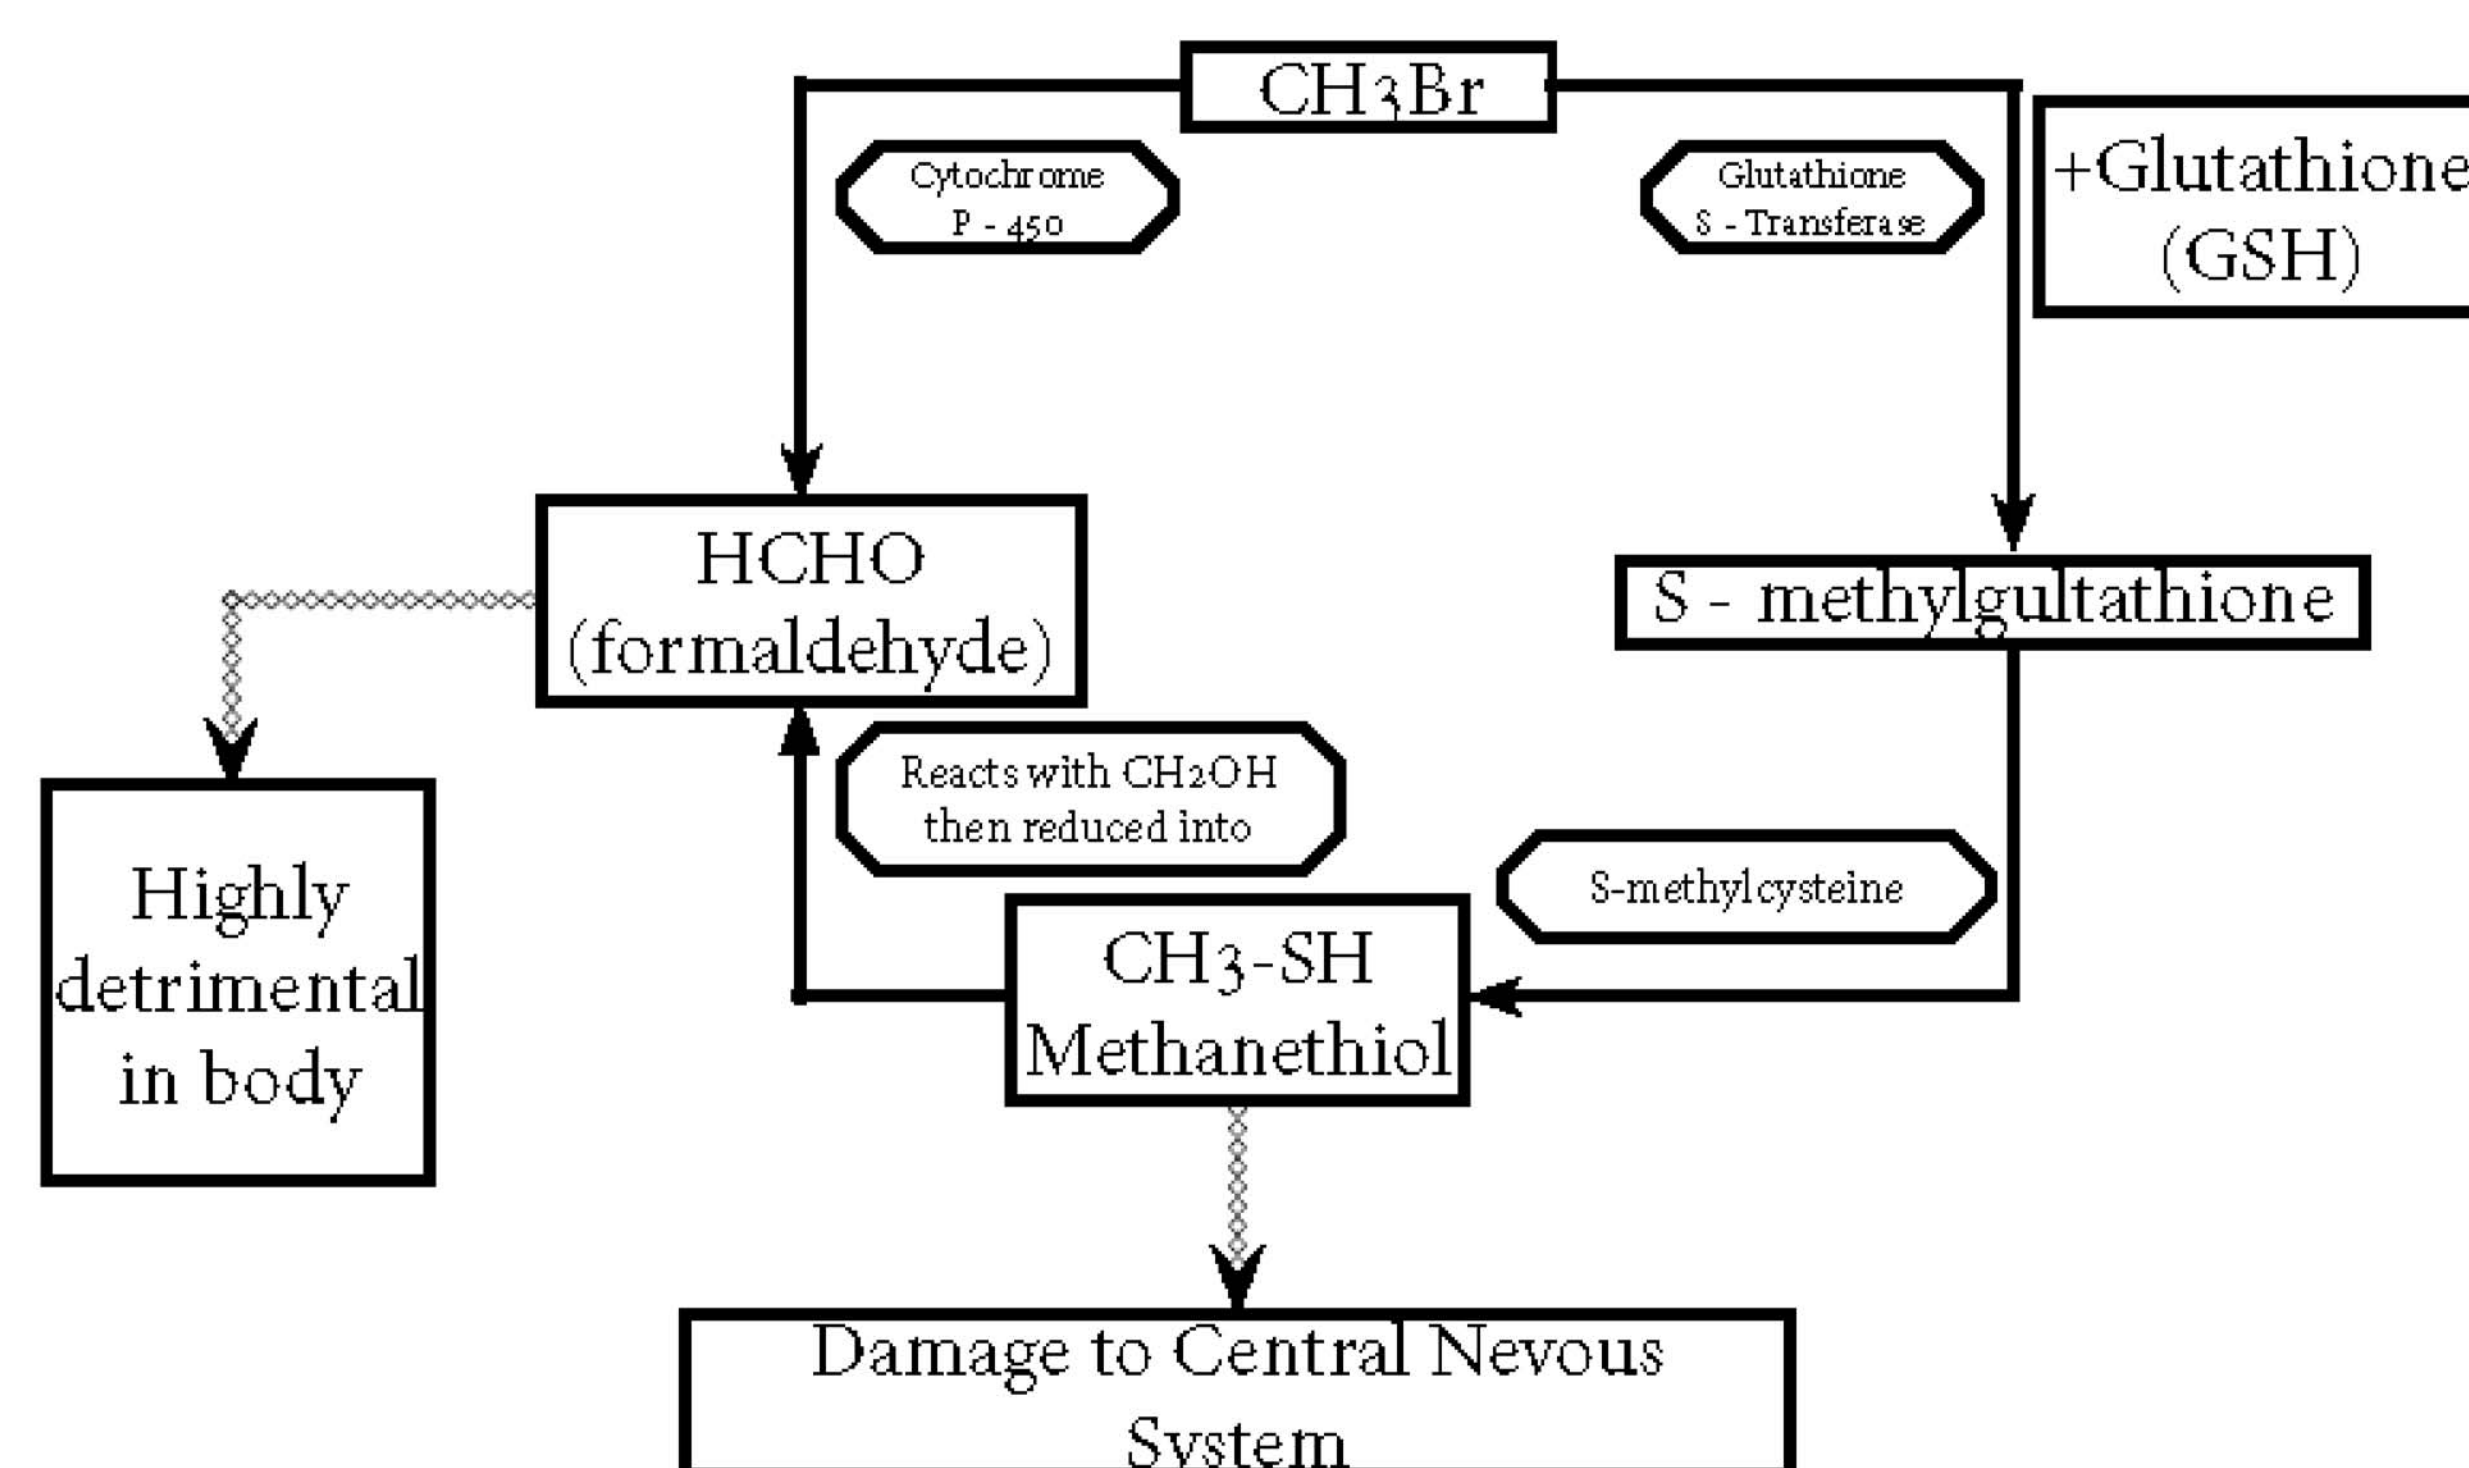 CH3Br
Cytochrome
P - 450
Glutathione
S - Transferase
+Glutathione
(GSH)
HCHO
(formaldehyde)
S - methylgultathione
Reacts with CH2OH
then reduced into
S-methylcysteine
Highly
detrimental
in body
CH3-SH
Methanethiol
Damage to Central Nevous
System